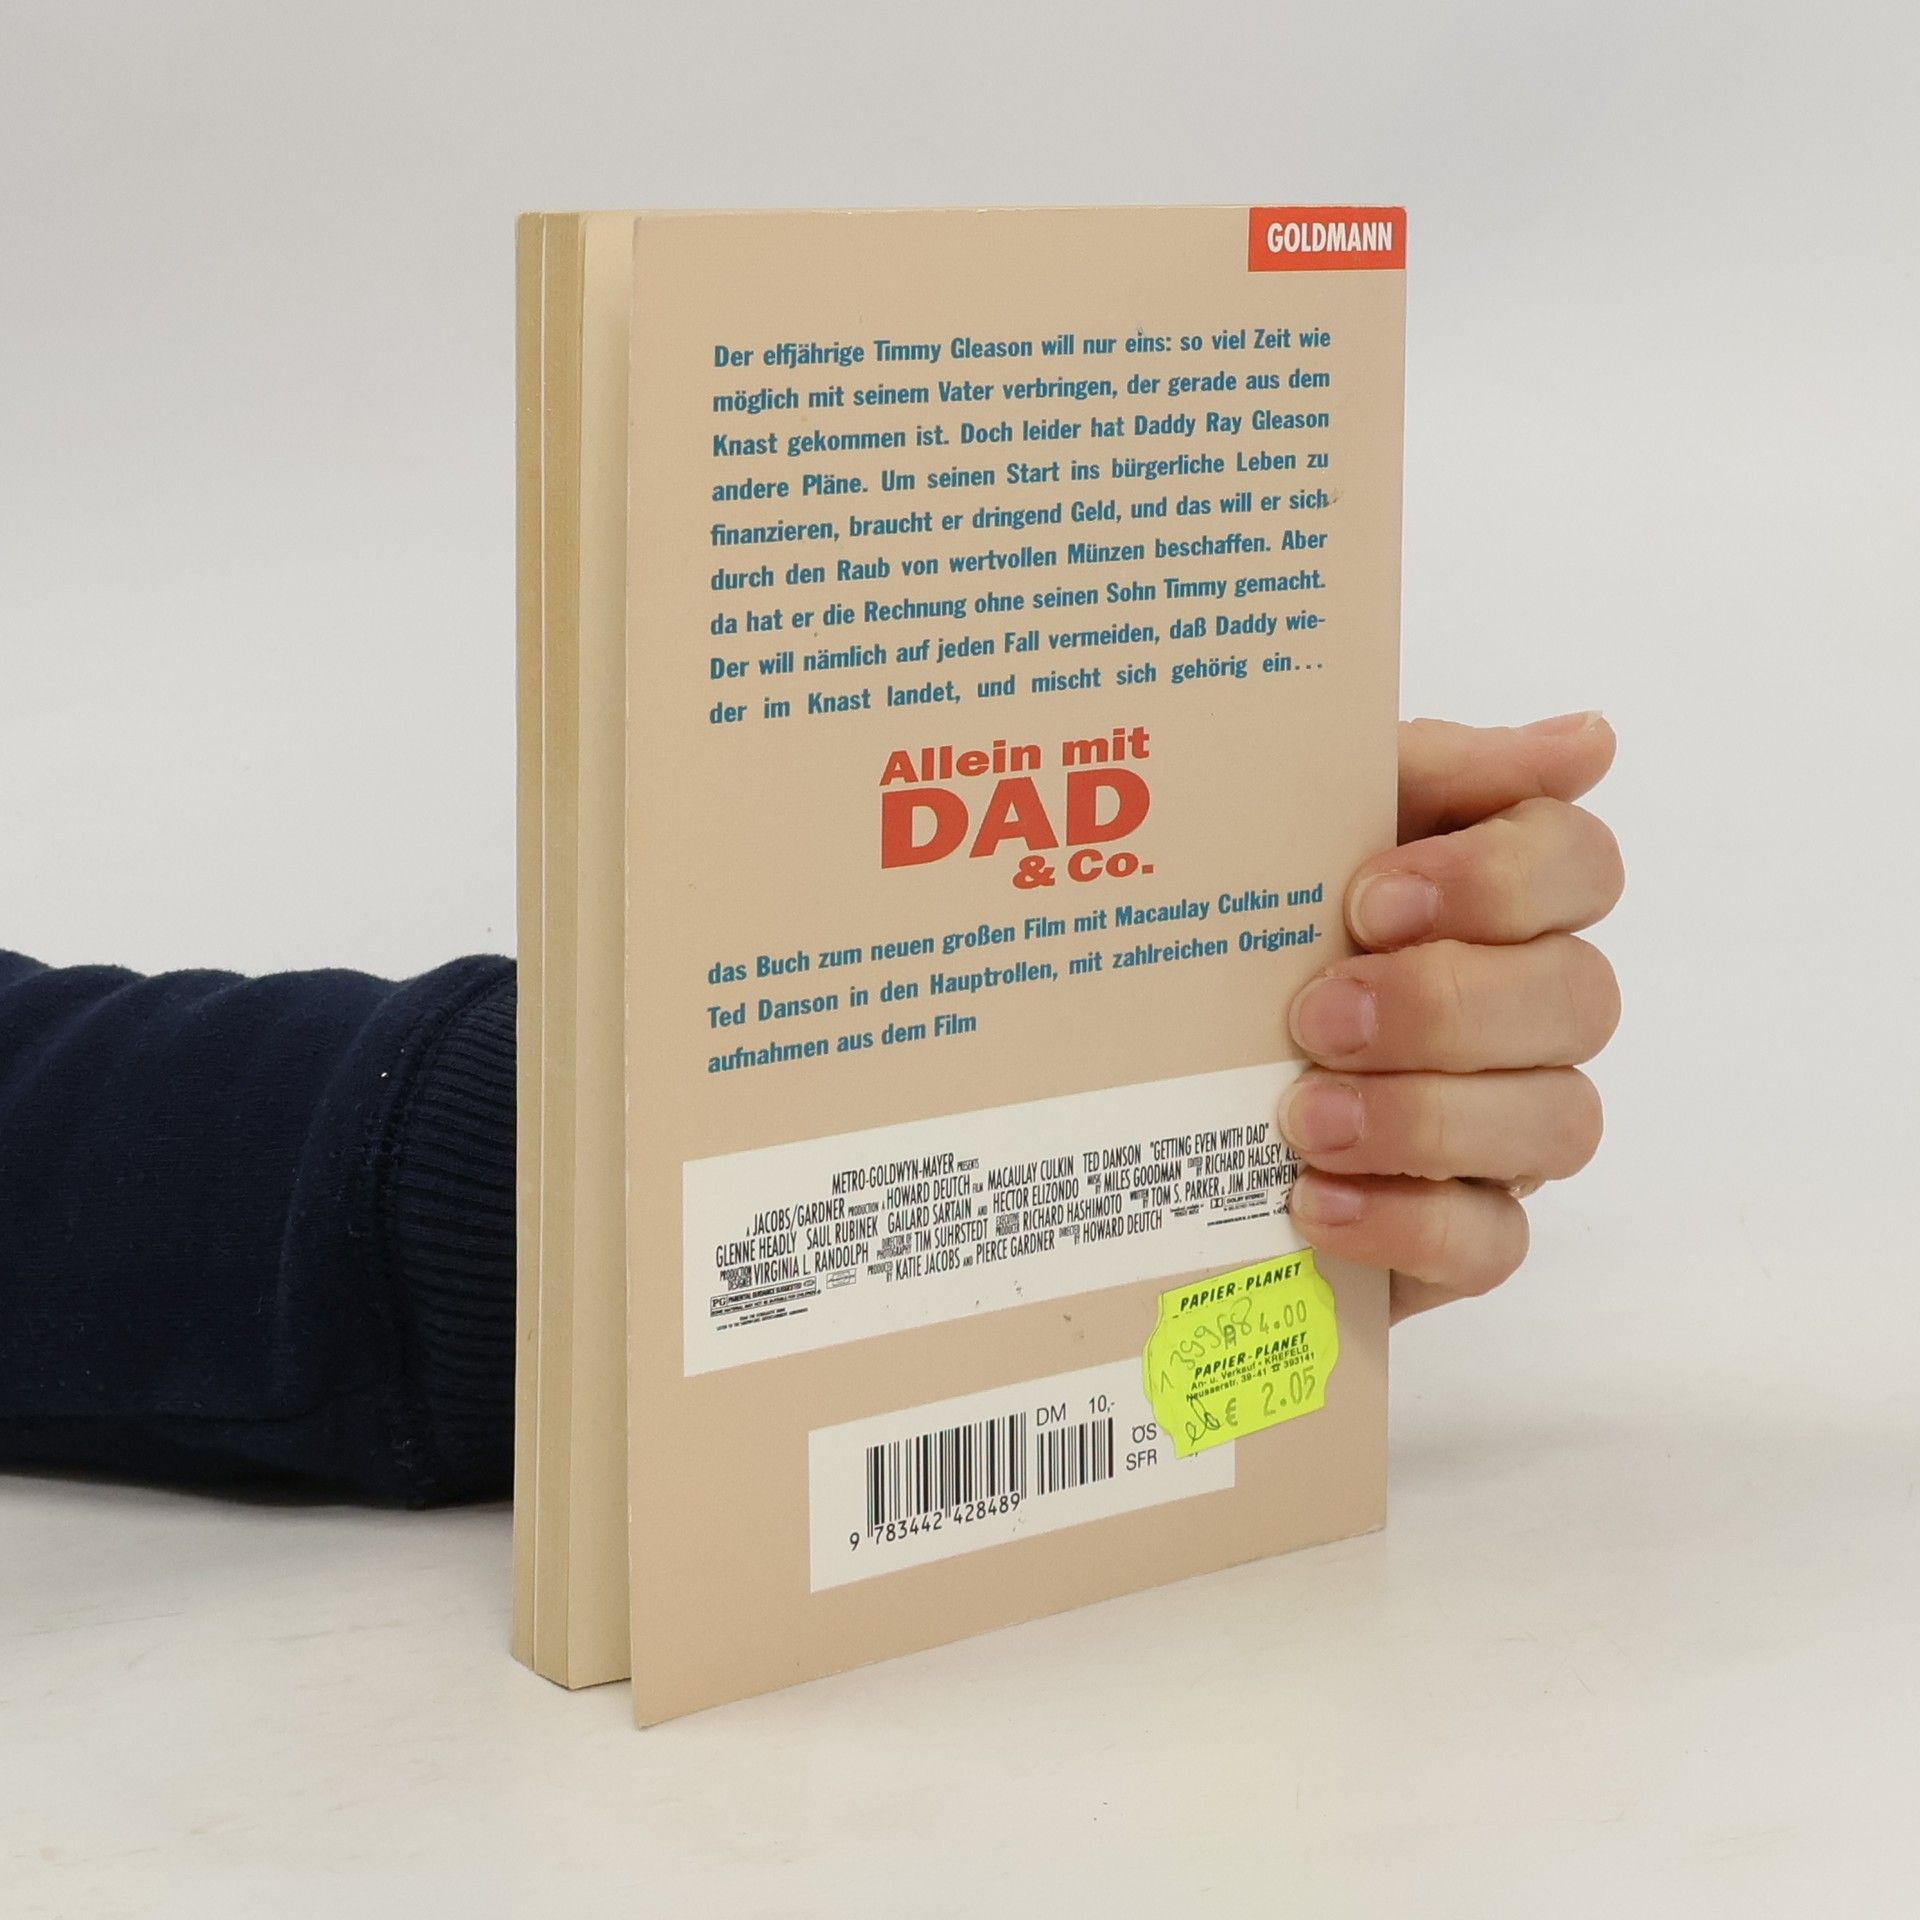 GOLDMANN
Der elfjährige Timmy Gleason will nur eins: so viel Zeit wie
möglich mit seinem Vater verbringen, der gerade aus dem
Knast gekommen ist. Doch leider hat Daddy Ray Gleason
andere Pläne. Um seinen Start ins bürgerliche Leben zu
finanzieren, braucht er dringend Geld, und das will er sich
durch den Raub von wertvollen Münzen beschaffen. Aber
da hat er die Rechnung ohne seinen Sohn Timmy gemacht.
Der will nämlich auf jeden Fall vermeiden, daß Daddy wie-
der im Knast landet, und mischt sich gehörig ein...
Allein mit
DAD
& Co.
das Buch zum neuen großen Film mit Macaulay Culkin und
Ted Danson in den Hauptrollen, mit zahlreichen Original-
aufnahmen aus dem Film
METRO-GOLDWYN-MAYER PRESENTS
A JACOBS/GARDNER PRODUCTION A HOWARD DEUTCH FILM MACAULAY CULKIN TED DANSON "GETTING EVEN WITH DAD"
GLENNE HEADLY SAUL RUBINEK GAILARD SARTAIN AND HECTOR ELIZONDO MUSIC BY MILES GOODMAN EDITED BY RICHARD HALSEY,
PRODUCTION DESIGNER VIRGINIA L. RANDOLPH DIRECTOR OF PHOTOGRAPHY TIM SUHRSTEDT EXECUTIVE PRODUCER RICHARD HASHIMOTO WRITTEN BY TOM S. PARKER & JIM JENNEWEIN
PRODUCED BY KATIE JACOBS AND PIERCE GARDNER DIRECTED BY HOWARD DEUTCH
PG PARENTAL GUIDANCE SUGGESTED
DOLBY STEREO
PAPIER-PLANET
4.00
PAPIER-PLANET
An- u. Verkauf • KREFELD
Neusserstr. 39-41 ☎ 393141
€ 2.05
DM 10,-
ÖS
SFR
9 783442 428489